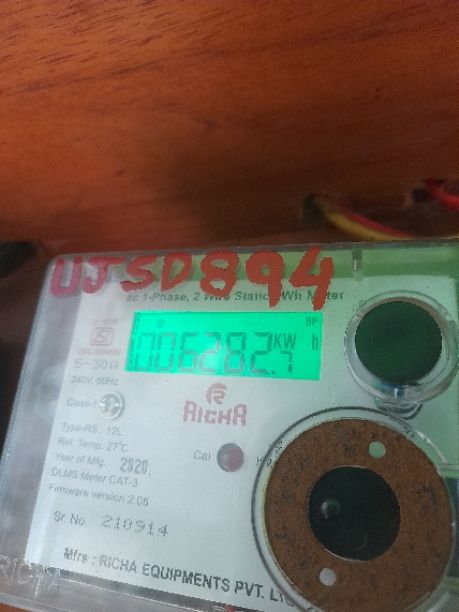 UJSD894
ac 1-Phase, 2 Wire Static Wh Meter
BP
006282.7 KW h
5-30A
240V, 50Hz
RICHA
Class-1
Type-RS : 12L
Ref. Temp. 27°C
Cal
Year of Mfg. 2020.
DLMS Meter CAT-3
Firmware version 2.05
Sr. No. 210914
Mfrs : RICHA EQUIPMENTS PVT.